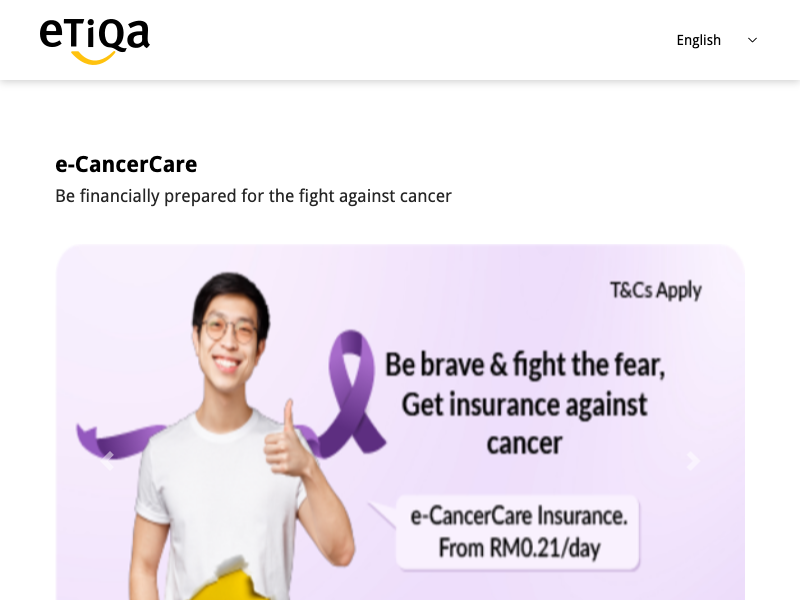 eTiQa
English
e-CancerCare
Be financially prepared for the fight against cancer
T&Cs Apply
Be brave & fight the fear,
Get insurance against
cancer
e-CancerCare Insurance.
From RM0.21/day